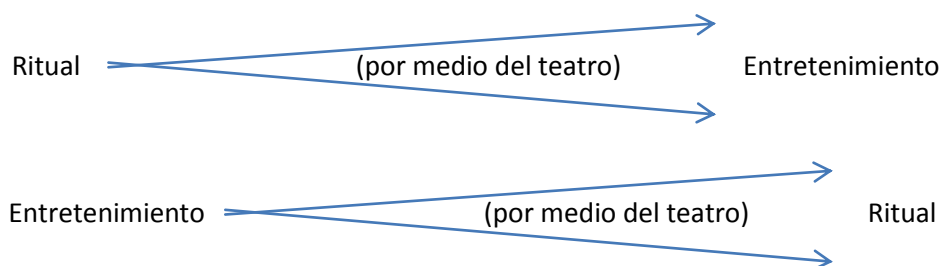 Ritual (por medio del teatro) Entretenimiento
Entretenimiento (por medio del teatro) Ritual